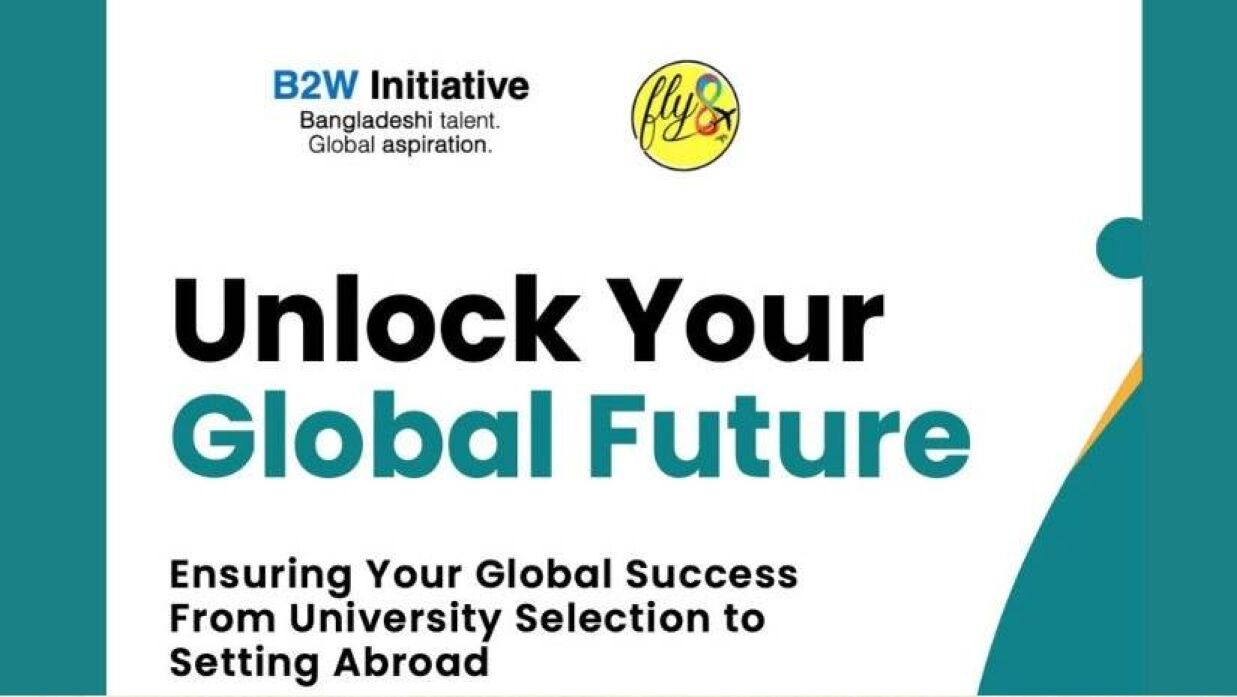 B2W Initiative
Bangladeshi talent.
Global aspiration.
fly8
Unlock Your
Global Future
Ensuring Your Global Success
From University Selection to
Setting Abroad